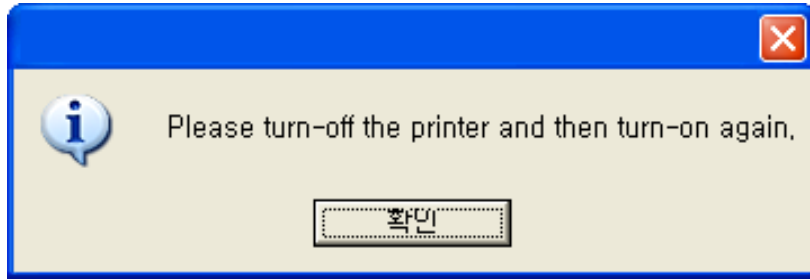 Please turn-off the printer and then turn-on again.
확인